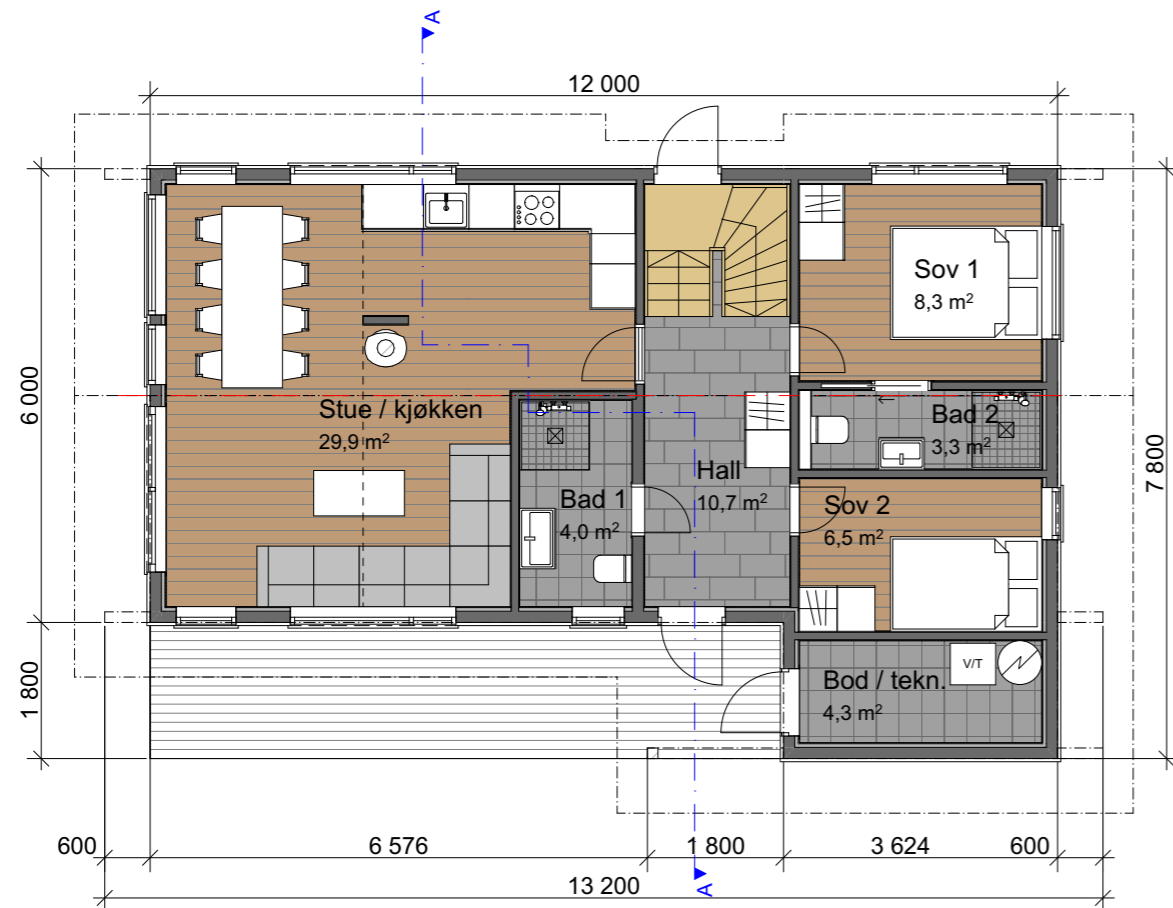 A
12 000
Sov 1
8,3 m²
6 000
Stue / kjøkken
29,9 m²
Bad 2
3,3 m²
7 800
Hall
10,7 m²
Bad 1
4,0 m²
Sov 2
6,5 m²
1 800
V/T
Bod / tekn.
4,3 m²
600
6 576
1 800
3 624
600
13 200
A